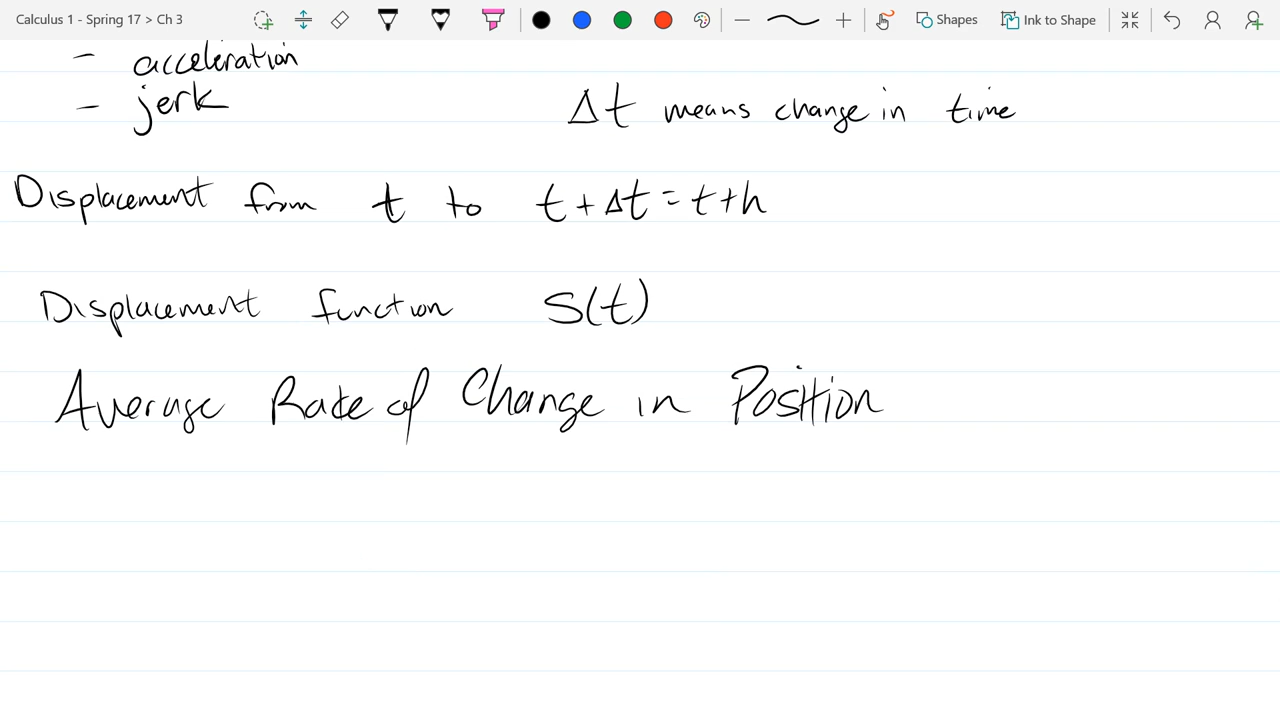 Calculus 1 - Spring 17 > Ch 3 Shapes Ink to Shape
- acceleration
- jerk
Δt means change in time
Displacement from t to t + Δt = t + h
Displacement function S(t)
Average Rate of Change in Position